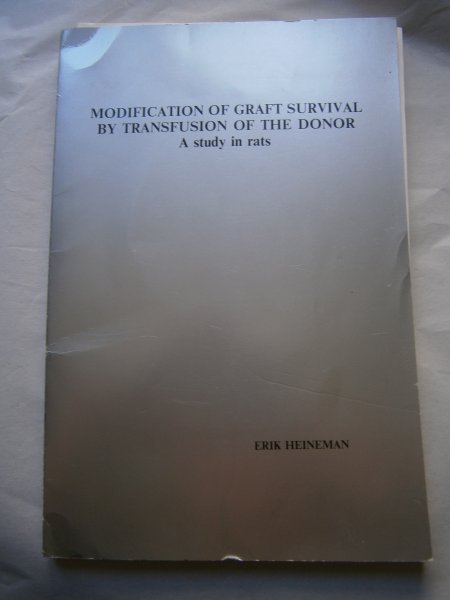 MODIFICATION OF GRAFT SURVIVAL
BY TRANSFUSION OF THE DONOR
A study in rats
ERIK HEINEMAN